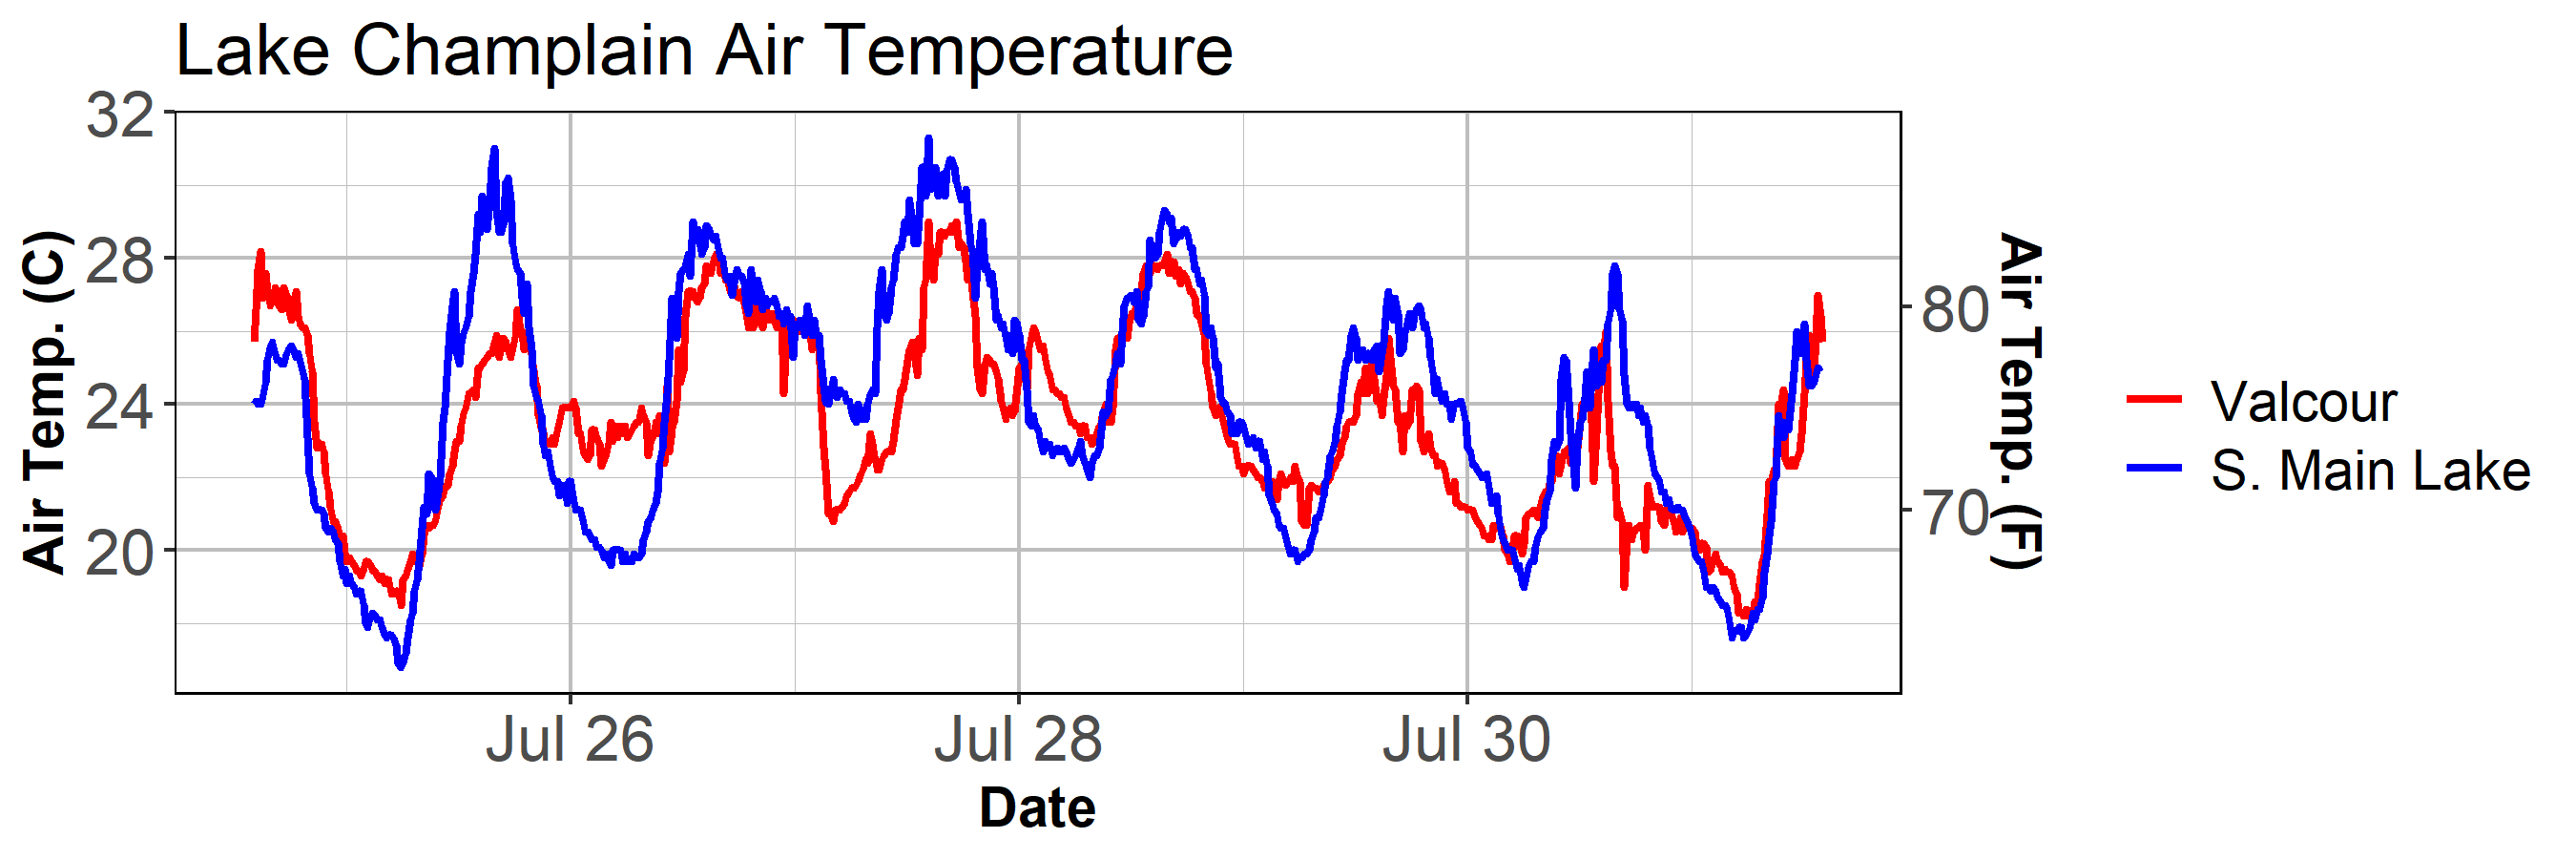 Lake Champlain Air Temperature
32
28
24
20
Air Temp. (C)
80
70
Air Temp. (F)
Jul 26 Jul 28 Jul 30
Date
Valcour
S. Main Lake